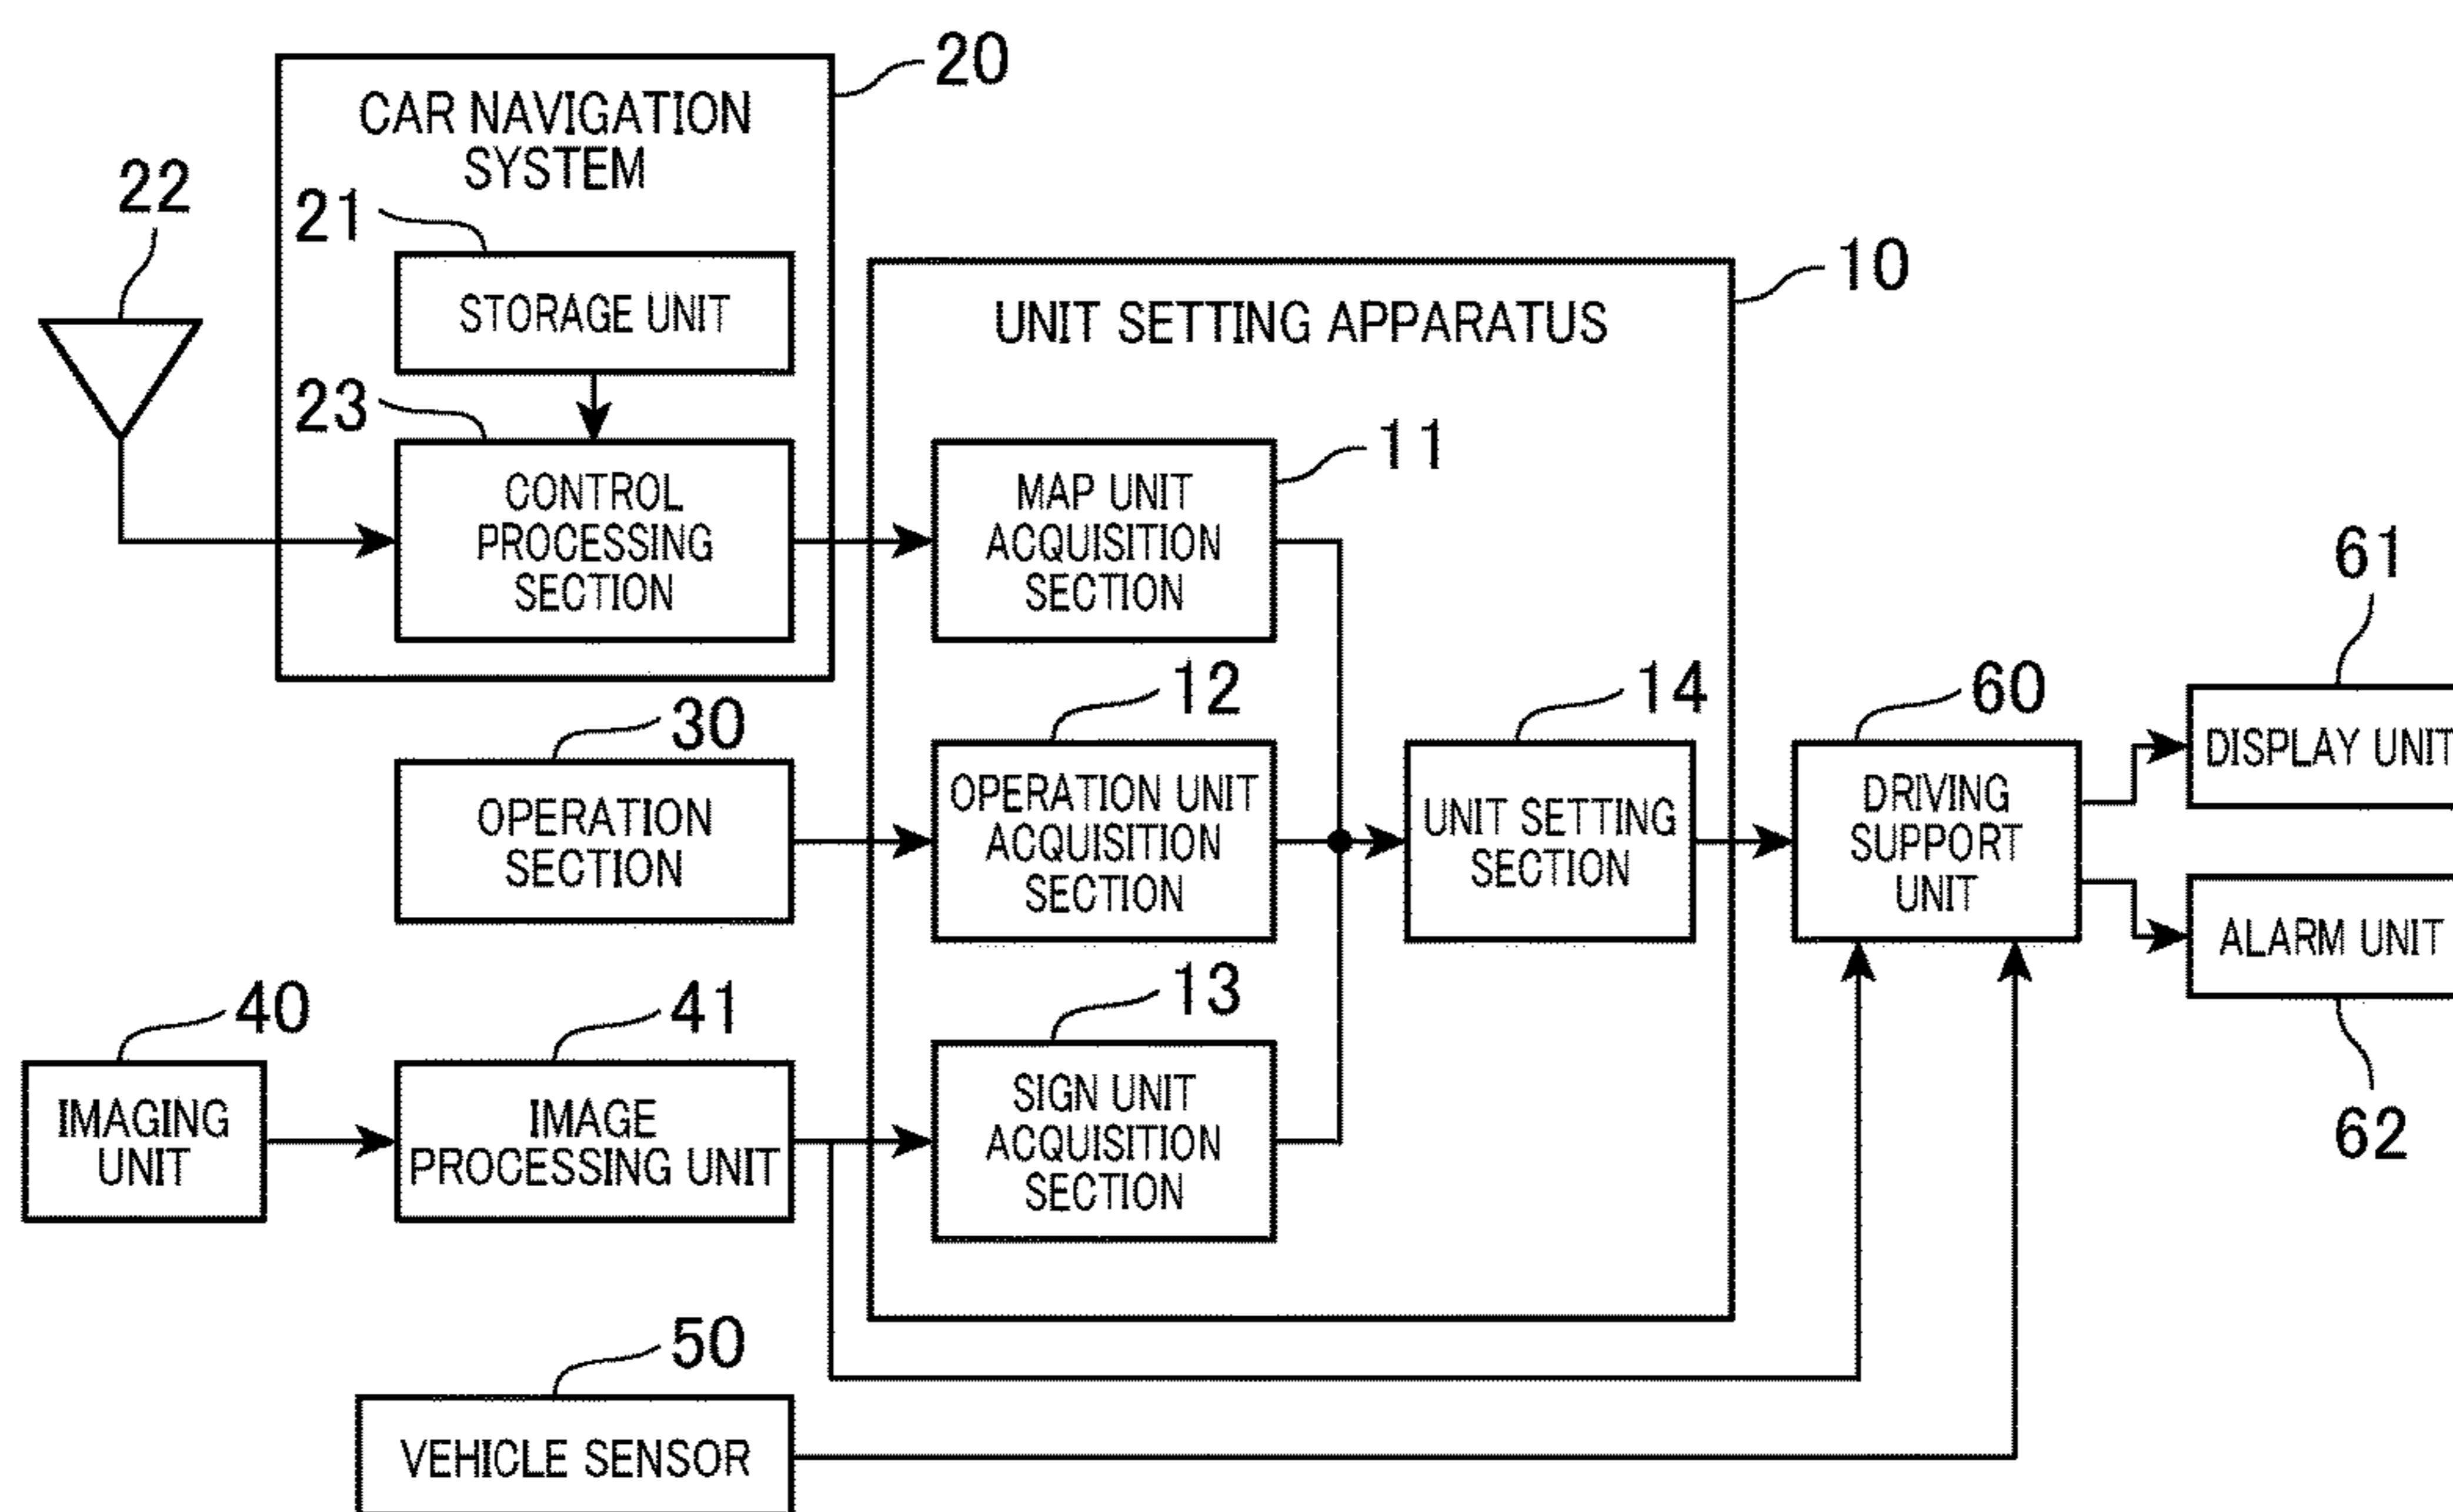 20
CAR NAVIGATION
SYSTEM
22
21
STORAGE UNIT
10
UNIT SETTING APPARATUS
23
CONTROL
PROCESSING
SECTION
11
MAP UNIT
ACQUISITION
SECTION
61
DISPLAY UNIT
30
OPERATION
SECTION
12
OPERATION UNIT
ACQUISITION
SECTION
14
UNIT SETTING
SECTION
60
DRIVING
SUPPORT
UNIT
ALARM UNIT
62
40
IMAGING
UNIT
41
IMAGE
PROCESSING UNIT
13
SIGN UNIT
ACQUISITION
SECTION
50
VEHICLE SENSOR